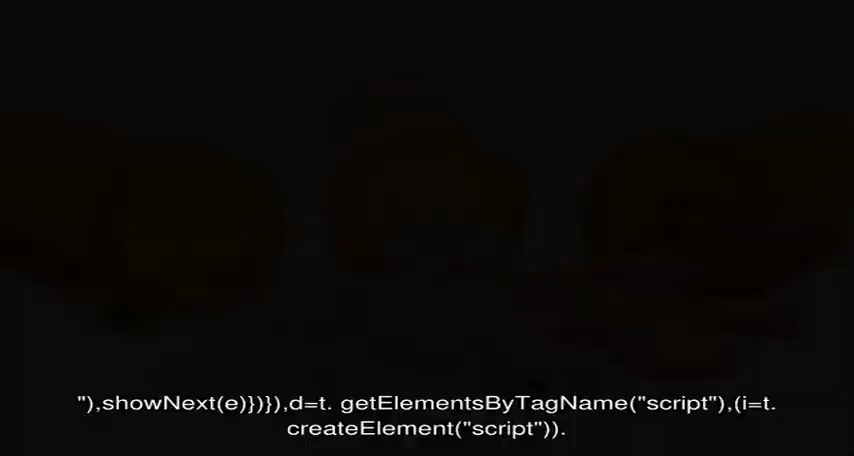 "),showNext(e)})}),d=t. getElementsByTagName("script"),(i=t.
createElement("script")).